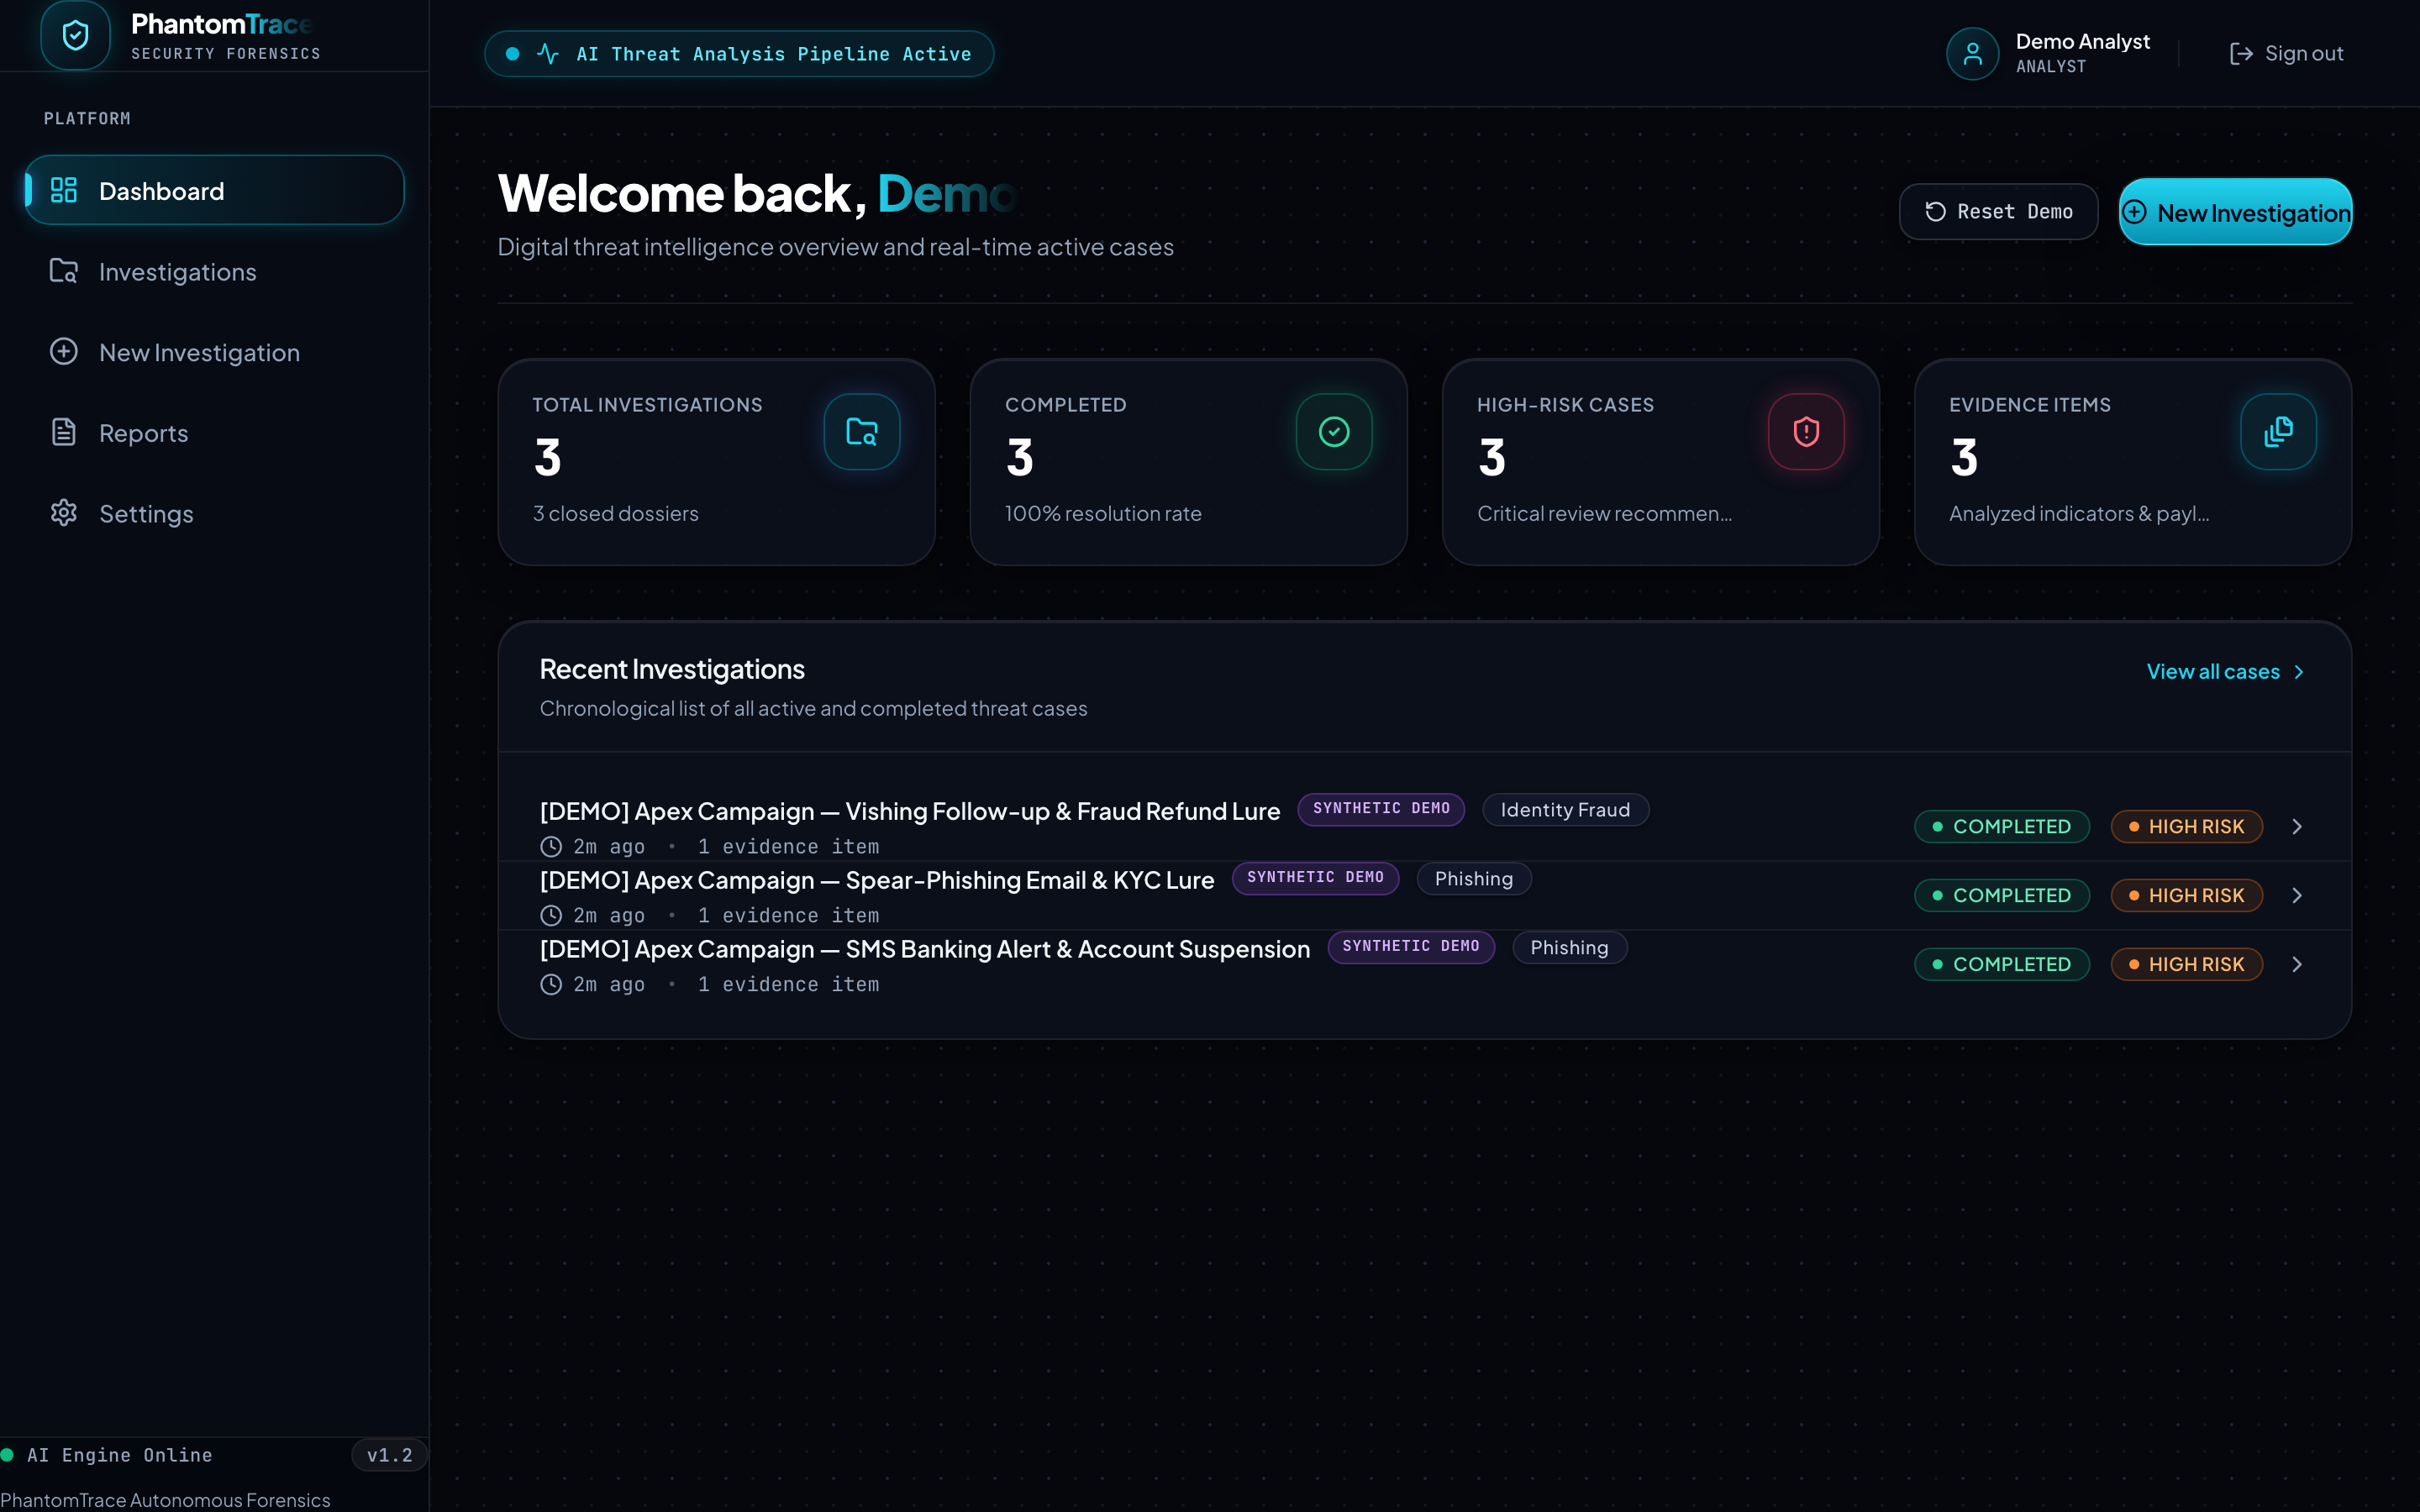 PhantomTrace
SECURITY FORENSICS
PLATFORM
Dashboard
Investigations
New Investigation
Reports
Settings
AI Engine Online
v1.2
PhantomTrace Autonomous Forensics
AI Threat Analysis Pipeline Active
Demo Analyst
ANALYST
Sign out
Welcome back, Demo
Digital threat intelligence overview and real-time active cases
Reset Demo
New Investigation
TOTAL INVESTIGATIONS
3
3 closed dossiers
COMPLETED
3
100% resolution rate
HIGH-RISK CASES
3
Critical review recommen...
EVIDENCE ITEMS
3
Analyzed indicators & payl...
Recent Investigations
Chronological list of all active and completed threat cases
View all cases
[DEMO] Apex Campaign — Vishing Follow-up & Fraud Refund Lure SYNTHETIC DEMO Identity Fraud
2m ago • 1 evidence item
COMPLETED HIGH RISK
[DEMO] Apex Campaign — Spear-Phishing Email & KYC Lure SYNTHETIC DEMO Phishing
2m ago • 1 evidence item
COMPLETED HIGH RISK
[DEMO] Apex Campaign — SMS Banking Alert & Account Suspension SYNTHETIC DEMO Phishing
2m ago • 1 evidence item
COMPLETED HIGH RISK